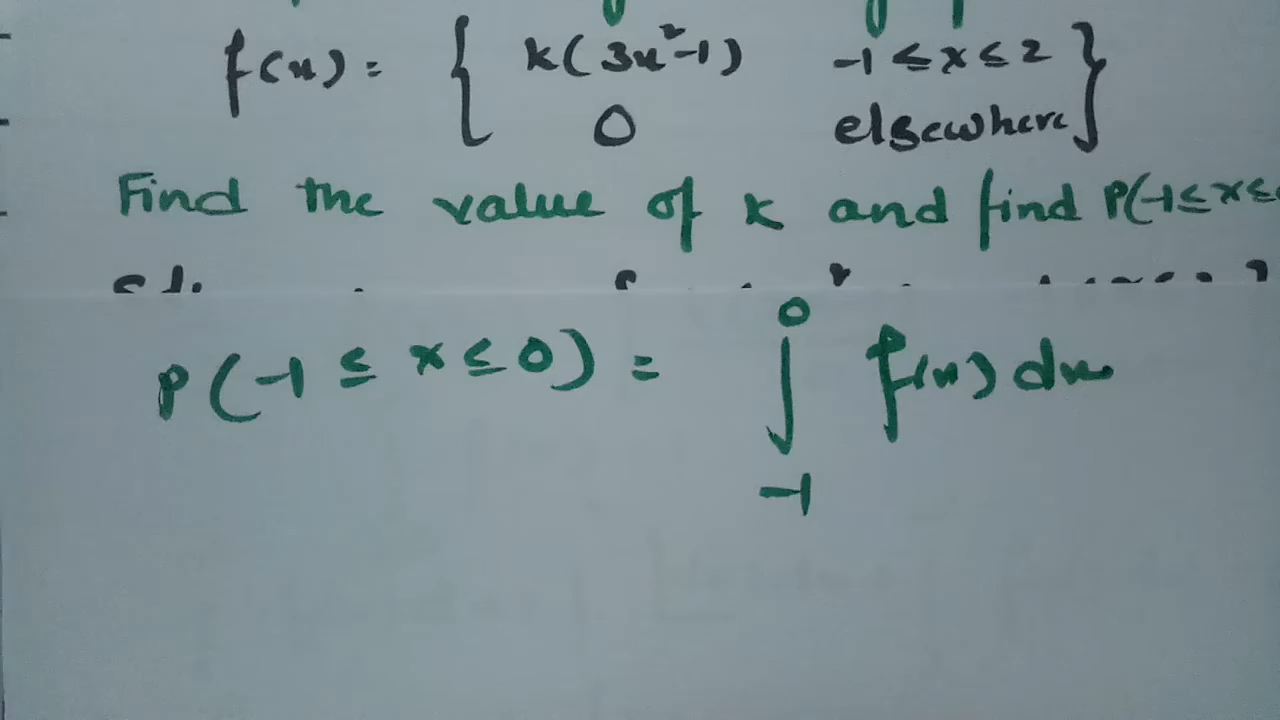 f(x) = { k(3x²-1) -1 ≤ x ≤ 2 }
0 elsewhere
Find the value of k and find P(-1≤x≤
P(-1 ≤ x ≤ 0) = ∫₋₁⁰ f(x) dx